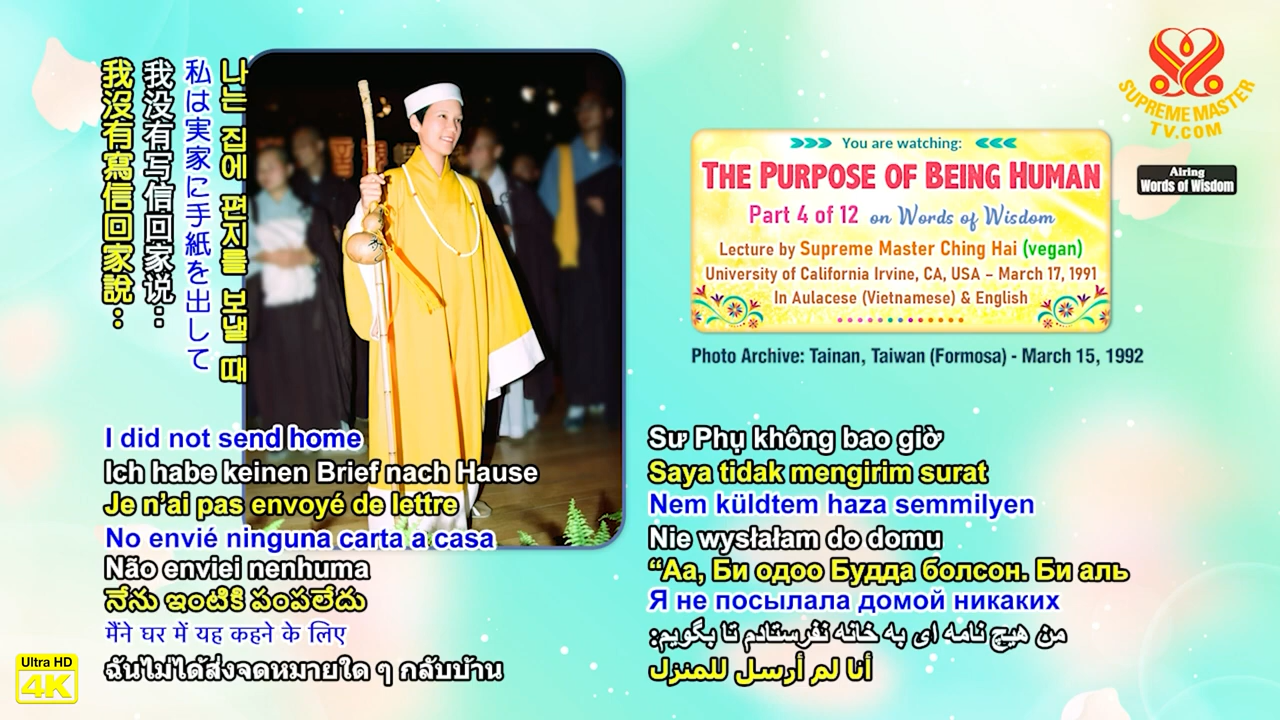 나는 집에 편지를 보낼 때
私は実家に手紙を出して
我没有写信回家说：
我沒有寫信回家說：
SUPREME MASTER
TV.COM
Airing
Words of Wisdom
You are watching:
THE PURPOSE OF BEING HUMAN
Part 4 of 12 on Words of Wisdom
Lecture by Supreme Master Ching Hai (vegan)
University of California Irvine, CA, USA – March 17, 1991
In Aulacese (Vietnamese) & English
Photo Archive: Tainan, Taiwan (Formosa) - March 15, 1992
I did not send home
Ich habe keinen Brief nach Hause
Je n’ai pas envoyé de lettre
No envié ninguna carta a casa
Não enviei nenhuma
నేను ఇంటికి పంపలేదు
मैंने घर में यह कहने के लिए
ฉันไม่ได้ส่งจดหมายใด ๆ กลับบ้าน
Sư Phụ không bao giờ
Saya tidak mengirim surat
Nem küldtem haza semmilyen
Nie wysłałam do domu
“Аа, Би одоо Будда болсон. Би аль
Я не посылала домой никаких
من هیچ نامه ای به خانه نفرستادم تا بگویم:
أنا لم أرسل للمنزل
Ultra HD
4K